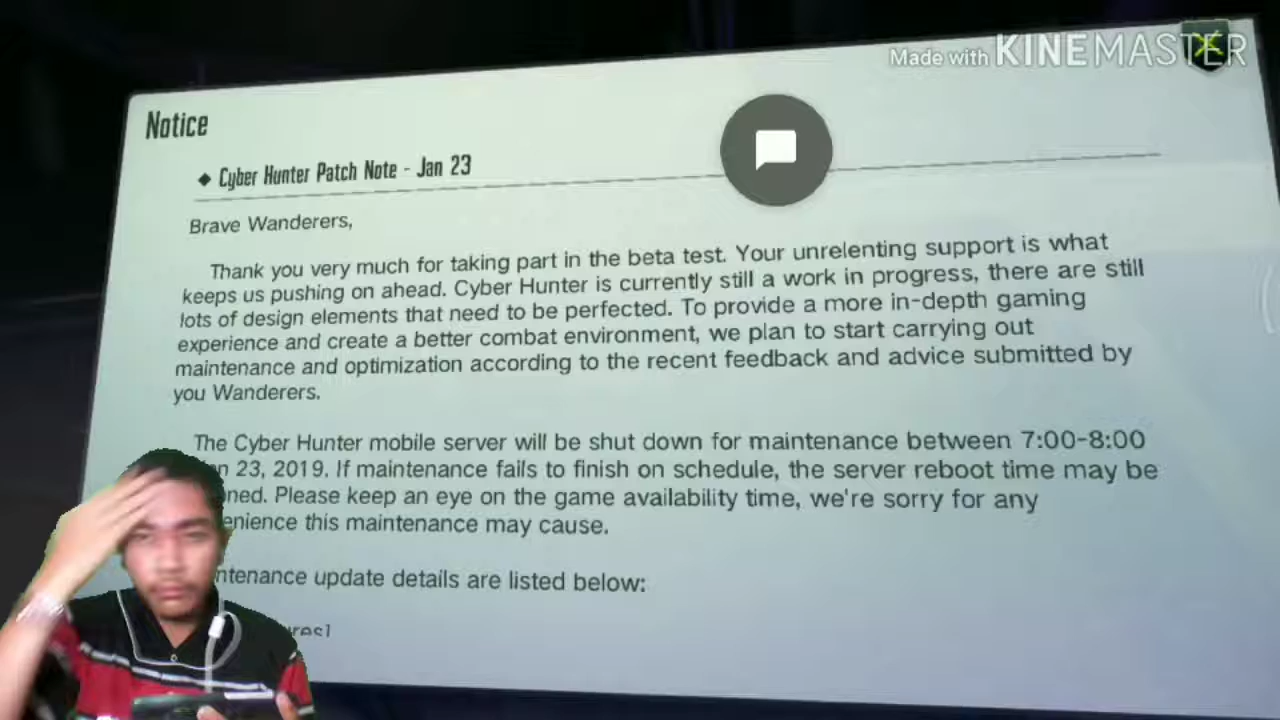 Made with KINEMASTER
Notice
Cyber Hunter Patch Note - Jan 23
Brave Wanderers,
Thank you very much for taking part in the beta test. Your unrelenting support is what
keeps us pushing on ahead. Cyber Hunter is currently still a work in progress, there are still
lots of design elements that need to be perfected. To provide a more in-depth gaming
experience and create a better combat environment, we plan to start carrying out
maintenance and optimization according to the recent feedback and advice submitted by
you Wanderers.
The Cyber Hunter mobile server will be shut down for maintenance between 7:00-8:00
23, 2019. If maintenance fails to finish on schedule, the server reboot time may be
Please keep an eye on the game availability time, we're sorry for any
this maintenance may cause.
update details are listed below: